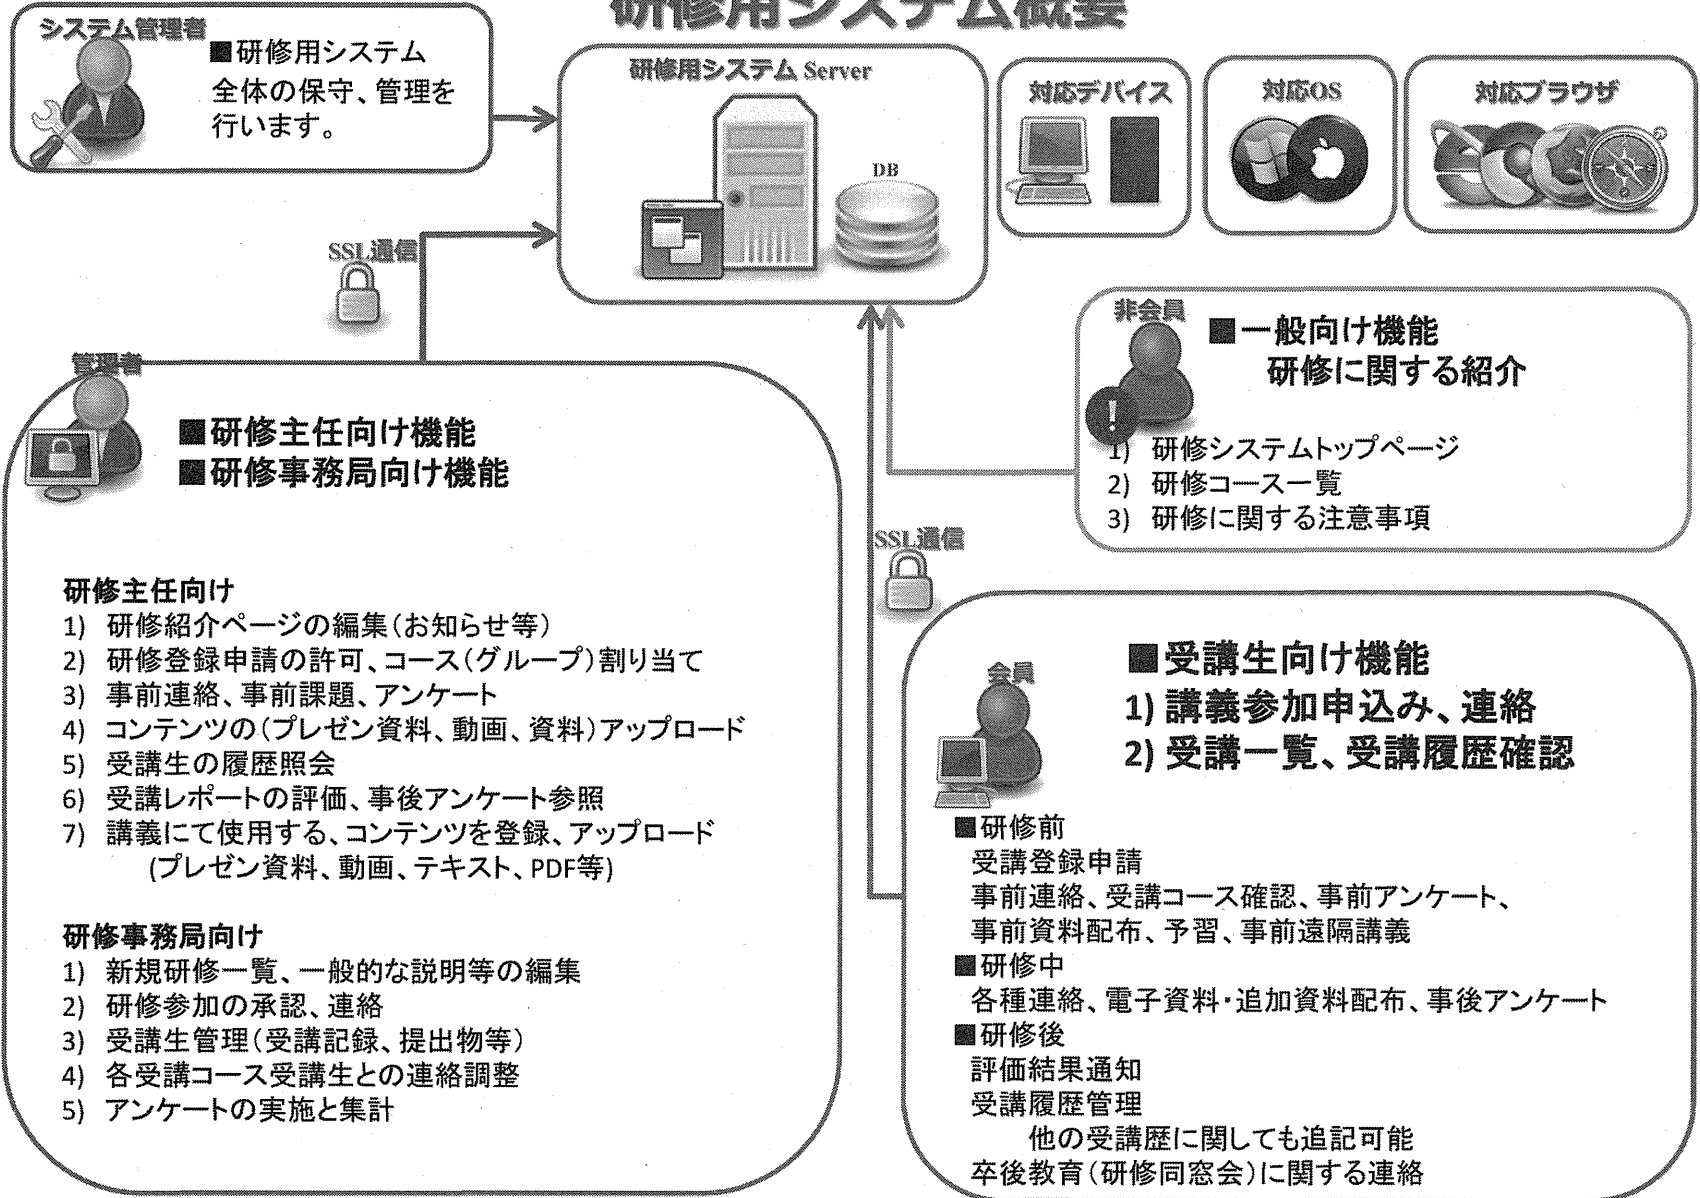 研修用システム概要
システム管理者
■研修用システム
全体の保守、管理を
行います。
研修用システム Server
DB
対応デバイス
対応OS
対応ブラウザ
SSL通信
管理者
■研修主任向け機能
■研修事務局向け機能
研修主任向け
1) 研修紹介ページの編集(お知らせ等)
2) 研修登録申請の許可、コース(グループ)割り当て
3) 事前連絡、事前課題、アンケート
4) コンテンツの(プレゼン資料、動画、資料)アップロード
5) 受講生の履歴照会
6) 受講レポートの評価、事後アンケート参照
7) 講義にて使用する、コンテンツを登録、アップロード
(プレゼン資料、動画、テキスト、PDF等)
研修事務局向け
1) 新規研修一覧、一般的な説明等の編集
2) 研修参加の承認、連絡
3) 受講生管理(受講記録、提出物等)
4) 各受講コース受講生との連絡調整
5) アンケートの実施と集計
非会員
■一般向け機能
研修に関する紹介
1) 研修システムトップページ
2) 研修コース一覧
3) 研修に関する注意事項
SSL通信
会員
■受講生向け機能
1) 講義参加申込み、連絡
2) 受講一覧、受講履歴確認
■研修前
受講登録申請
事前連絡、受講コース確認、事前アンケート、
事前資料配布、予習、事前遠隔講義
■研修中
各種連絡、電子資料・追加資料配布、事後アンケート
■研修後
評価結果通知
受講履歴管理
他の受講歴に関しても追記可能
卒後教育(研修同窓会)に関する連絡